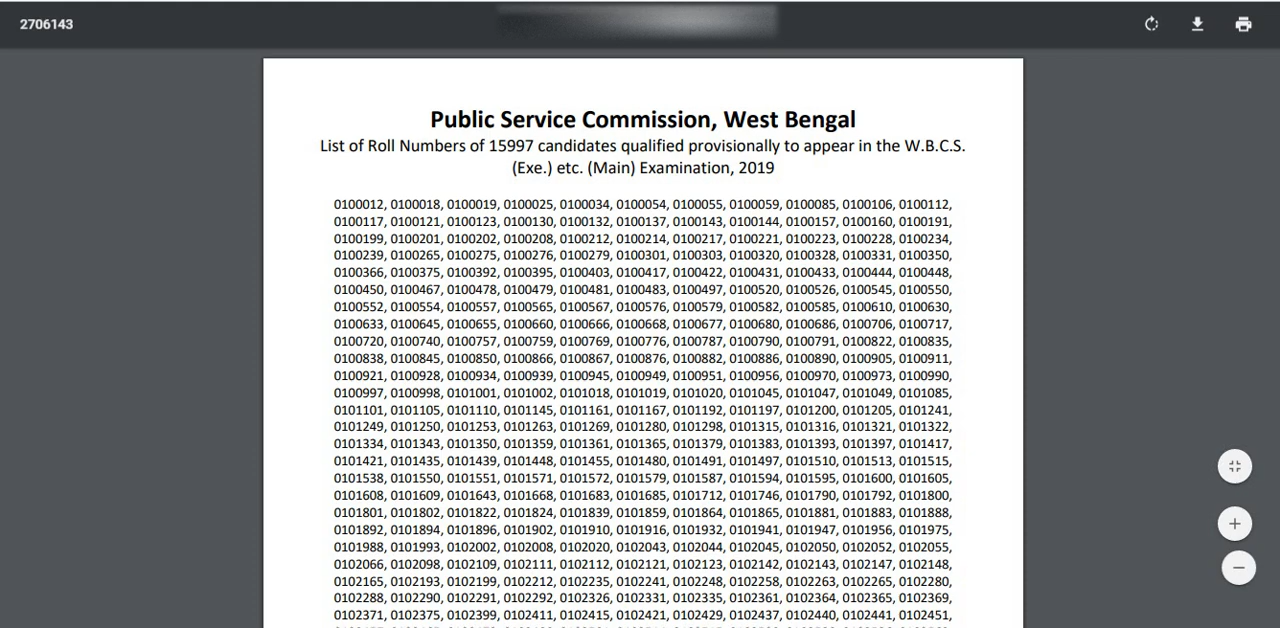 2706143
Public Service Commission, West Bengal
List of Roll Numbers of 15997 candidates qualified provisionally to appear in the W.B.C.S.
(Exe.) etc. (Main) Examination, 2019
0100012, 0100018, 0100019, 0100025, 0100034, 0100054, 0100055, 0100059, 0100085, 0100106, 0100112,
0100117, 0100121, 0100123, 0100130, 0100132, 0100137, 0100143, 0100144, 0100157, 0100160, 0100191,
0100199, 0100201, 0100202, 0100208, 0100212, 0100214, 0100217, 0100221, 0100223, 0100228, 0100234,
0100239, 0100265, 0100275, 0100276, 0100279, 0100301, 0100303, 0100320, 0100328, 0100331, 0100350,
0100366, 0100375, 0100392, 0100395, 0100403, 0100417, 0100422, 0100431, 0100433, 0100444, 0100448,
0100450, 0100467, 0100478, 0100479, 0100481, 0100483, 0100497, 0100520, 0100526, 0100545, 0100550,
0100552, 0100554, 0100557, 0100565, 0100567, 0100576, 0100579, 0100582, 0100585, 0100610, 0100630,
0100633, 0100645, 0100655, 0100660, 0100666, 0100668, 0100677, 0100680, 0100686, 0100706, 0100717,
0100720, 0100740, 0100757, 0100759, 0100769, 0100776, 0100787, 0100790, 0100791, 0100822, 0100835,
0100838, 0100845, 0100850, 0100866, 0100867, 0100876, 0100882, 0100886, 0100890, 0100905, 0100911,
0100921, 0100928, 0100934, 0100939, 0100945, 0100949, 0100951, 0100956, 0100970, 0100973, 0100990,
0100997, 0100998, 0101001, 0101002, 0101018, 0101019, 0101020, 0101045, 0101047, 0101049, 0101085,
0101101, 0101105, 0101110, 0101145, 0101161, 0101167, 0101192, 0101197, 0101200, 0101205, 0101241,
0101249, 0101250, 0101253, 0101263, 0101269, 0101280, 0101298, 0101315, 0101316, 0101321, 0101322,
0101334, 0101343, 0101350, 0101359, 0101361, 0101365, 0101379, 0101383, 0101393, 0101397, 0101417,
0101421, 0101435, 0101439, 0101448, 0101455, 0101480, 0101491, 0101497, 0101510, 0101513, 0101515,
0101538, 0101550, 0101551, 0101571, 0101572, 0101579, 0101587, 0101594, 0101595, 0101600, 0101605,
0101608, 0101609, 0101643, 0101668, 0101683, 0101685, 0101712, 0101746, 0101790, 0101792, 0101800,
0101801, 0101802, 0101822, 0101824, 0101839, 0101859, 0101864, 0101865, 0101881, 0101883, 0101888,
0101892, 0101894, 0101896, 0101902, 0101910, 0101916, 0101932, 0101941, 0101947, 0101956, 0101975,
0101988, 0101993, 0102002, 0102008, 0102020, 0102043, 0102044, 0102045, 0102050, 0102052, 0102055,
0102066, 0102098, 0102109, 0102111, 0102112, 0102121, 0102123, 0102142, 0102143, 0102147, 0102148,
0102165, 0102193, 0102199, 0102212, 0102235, 0102241, 0102248, 0102258, 0102263, 0102265, 0102280,
0102288, 0102290, 0102291, 0102292, 0102326, 0102331, 0102335, 0102361, 0102364, 0102365, 0102369,
0102371, 0102375, 0102399, 0102411, 0102415, 0102421, 0102429, 0102437, 0102440, 0102441, 0102451,